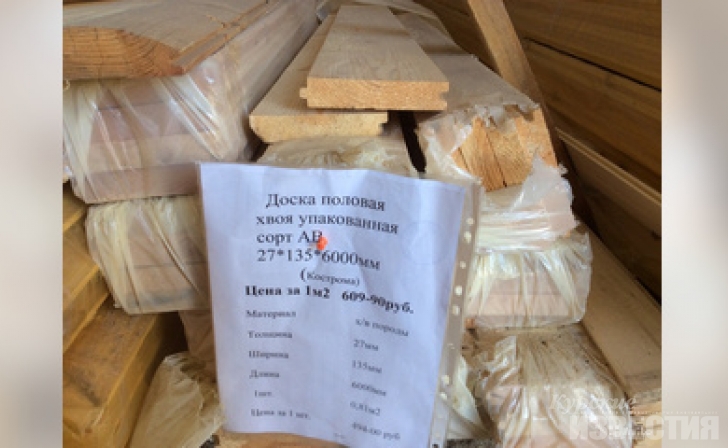 Доска половая
хвоя упакованная
сорт АВ
27*135*6000мм
(Кострома)
Цена за 1м2 609-90руб.
Материал х/в породы
Толщина 27мм
Ширина 135мм
Длина 6000мм
1шт. 0,81м2
Цена за 1 шт. 494-00 руб
ИЗВЕСТИЯ